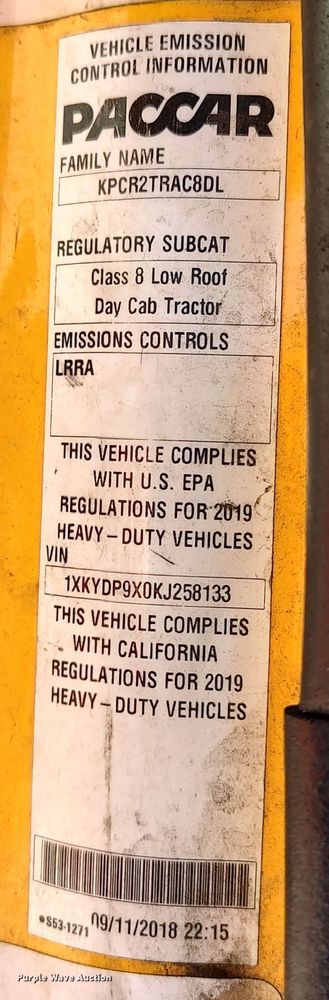 VEHICLE EMISSION
CONTROL INFORMATION
PACCAR
FAMILY NAME
KPCR2TRAC8DL
REGULATORY SUBCAT
Class 8 Low Roof
Day Cab Tractor
EMISSIONS CONTROLS
LRRA
THIS VEHICLE COMPLIES
WITH U.S. EPA
REGULATIONS FOR 2019
HEAVY-DUTY VEHICLES
VIN
1XKYDP9X0KJ258133
THIS VEHICLE COMPLIES
WITH CALIFORNIA
REGULATIONS FOR 2019
HEAVY-DUTY VEHICLES
•S53-1271 09/11/2018 22:15
Purple Wave Auction